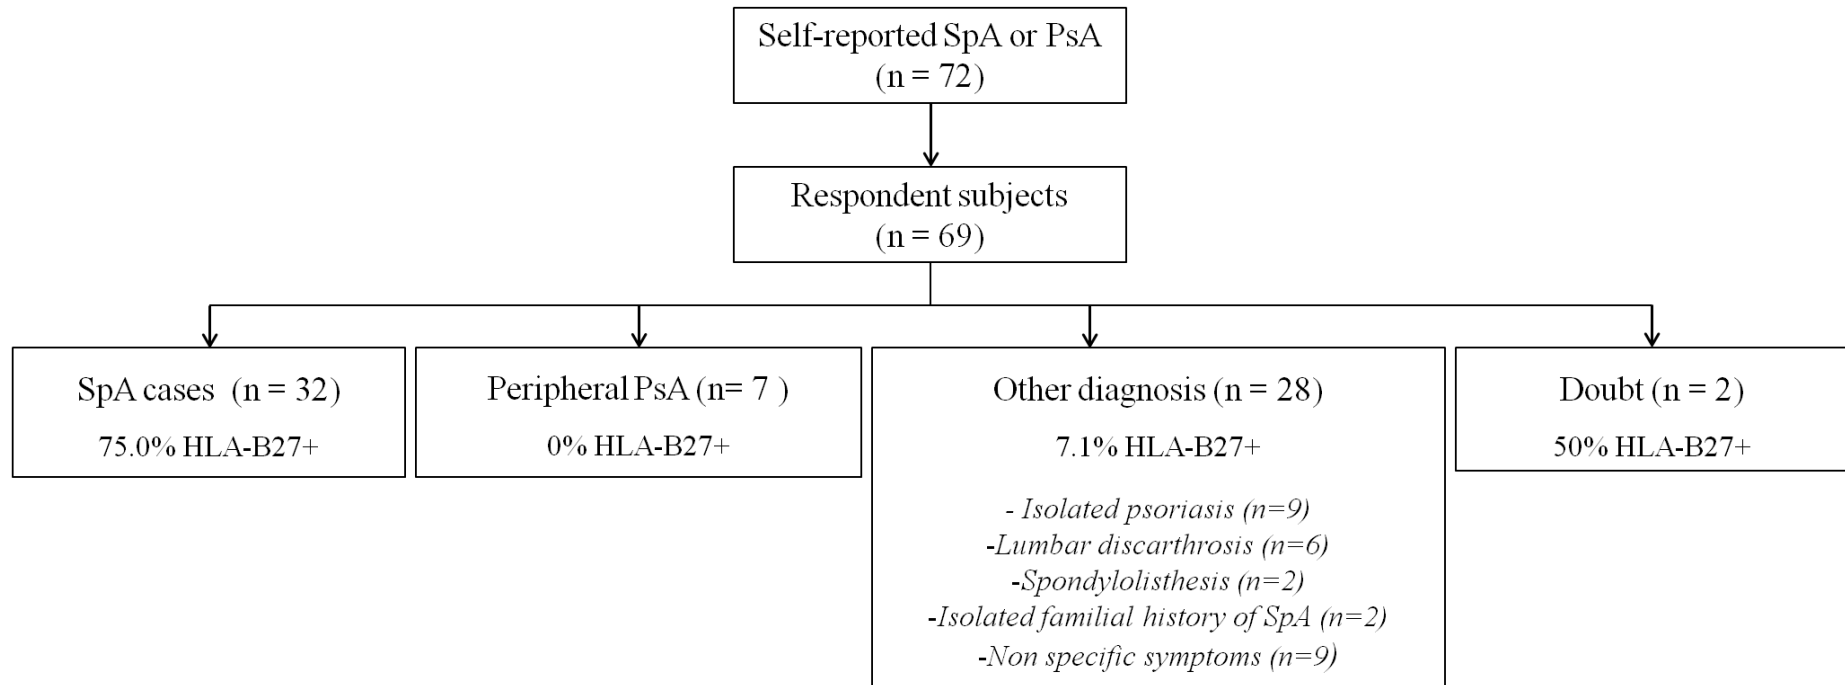 Self-reported SpA or PsA
(n = 72)
Respondent subjects
(n = 69)
SpA cases (n = 32)
75.0% HLA-B27+
Peripheral PsA (n= 7 )
0% HLA-B27+
Other diagnosis (n = 28)
7.1% HLA-B27+
- Isolated psoriasis (n=9)
-Lumbar discarthrosis (n=6)
-Spondylolisthesis (n=2)
-Isolated familial history of SpA (n=2)
-Non specific symptoms (n=9)
Doubt (n = 2)
50% HLA-B27+